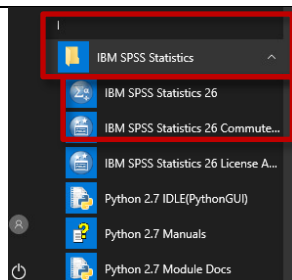 I
IBM SPSS Statistics
IBM SPSS Statistics 26
IBM SPSS Statistics 26 Commute...
IBM SPSS Statistics 26 License A...
Python 2.7 IDLE(PythonGUI)
Python 2.7 Manuals
Python 2.7 Module Docs